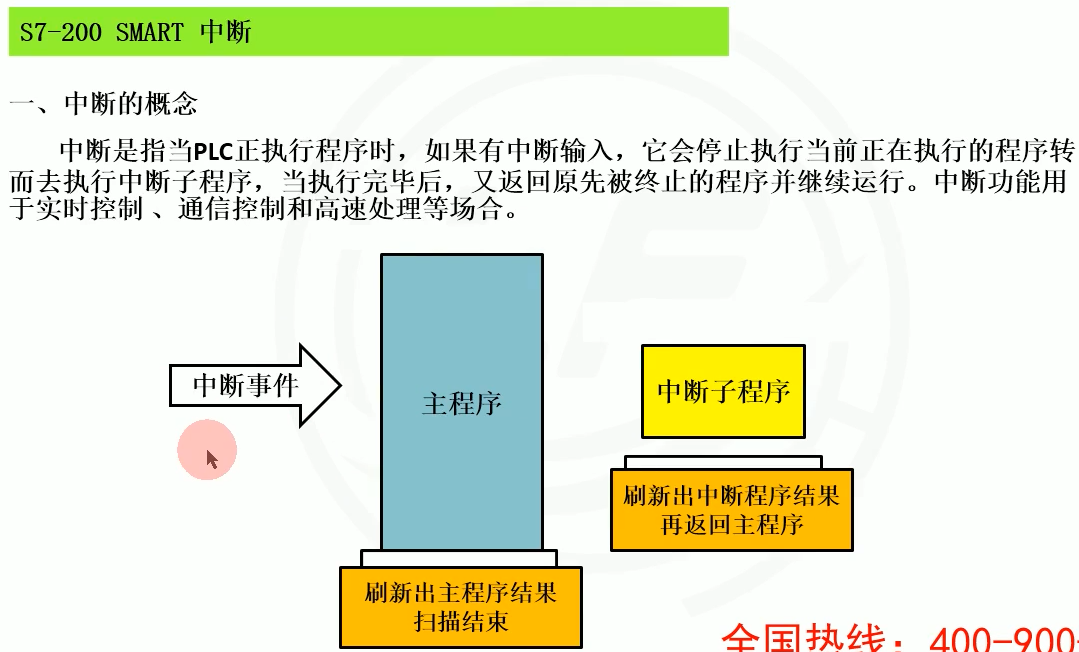 S7-200 SMART 中断
一、中断的概念
中断是指当PLC正执行程序时，如果有中断输入，它会停止执行当前正在执行的程序转
而去执行中断子程序，当执行完毕后，又返回原先被终止的程序并继续运行。中断功能用
于实时控制、通信控制和高速处理等场合。
中断事件
主程序
中断子程序
刷新出中断程序结果
再返回主程序
刷新出主程序结果
扫描结束
全国热线：400-900-